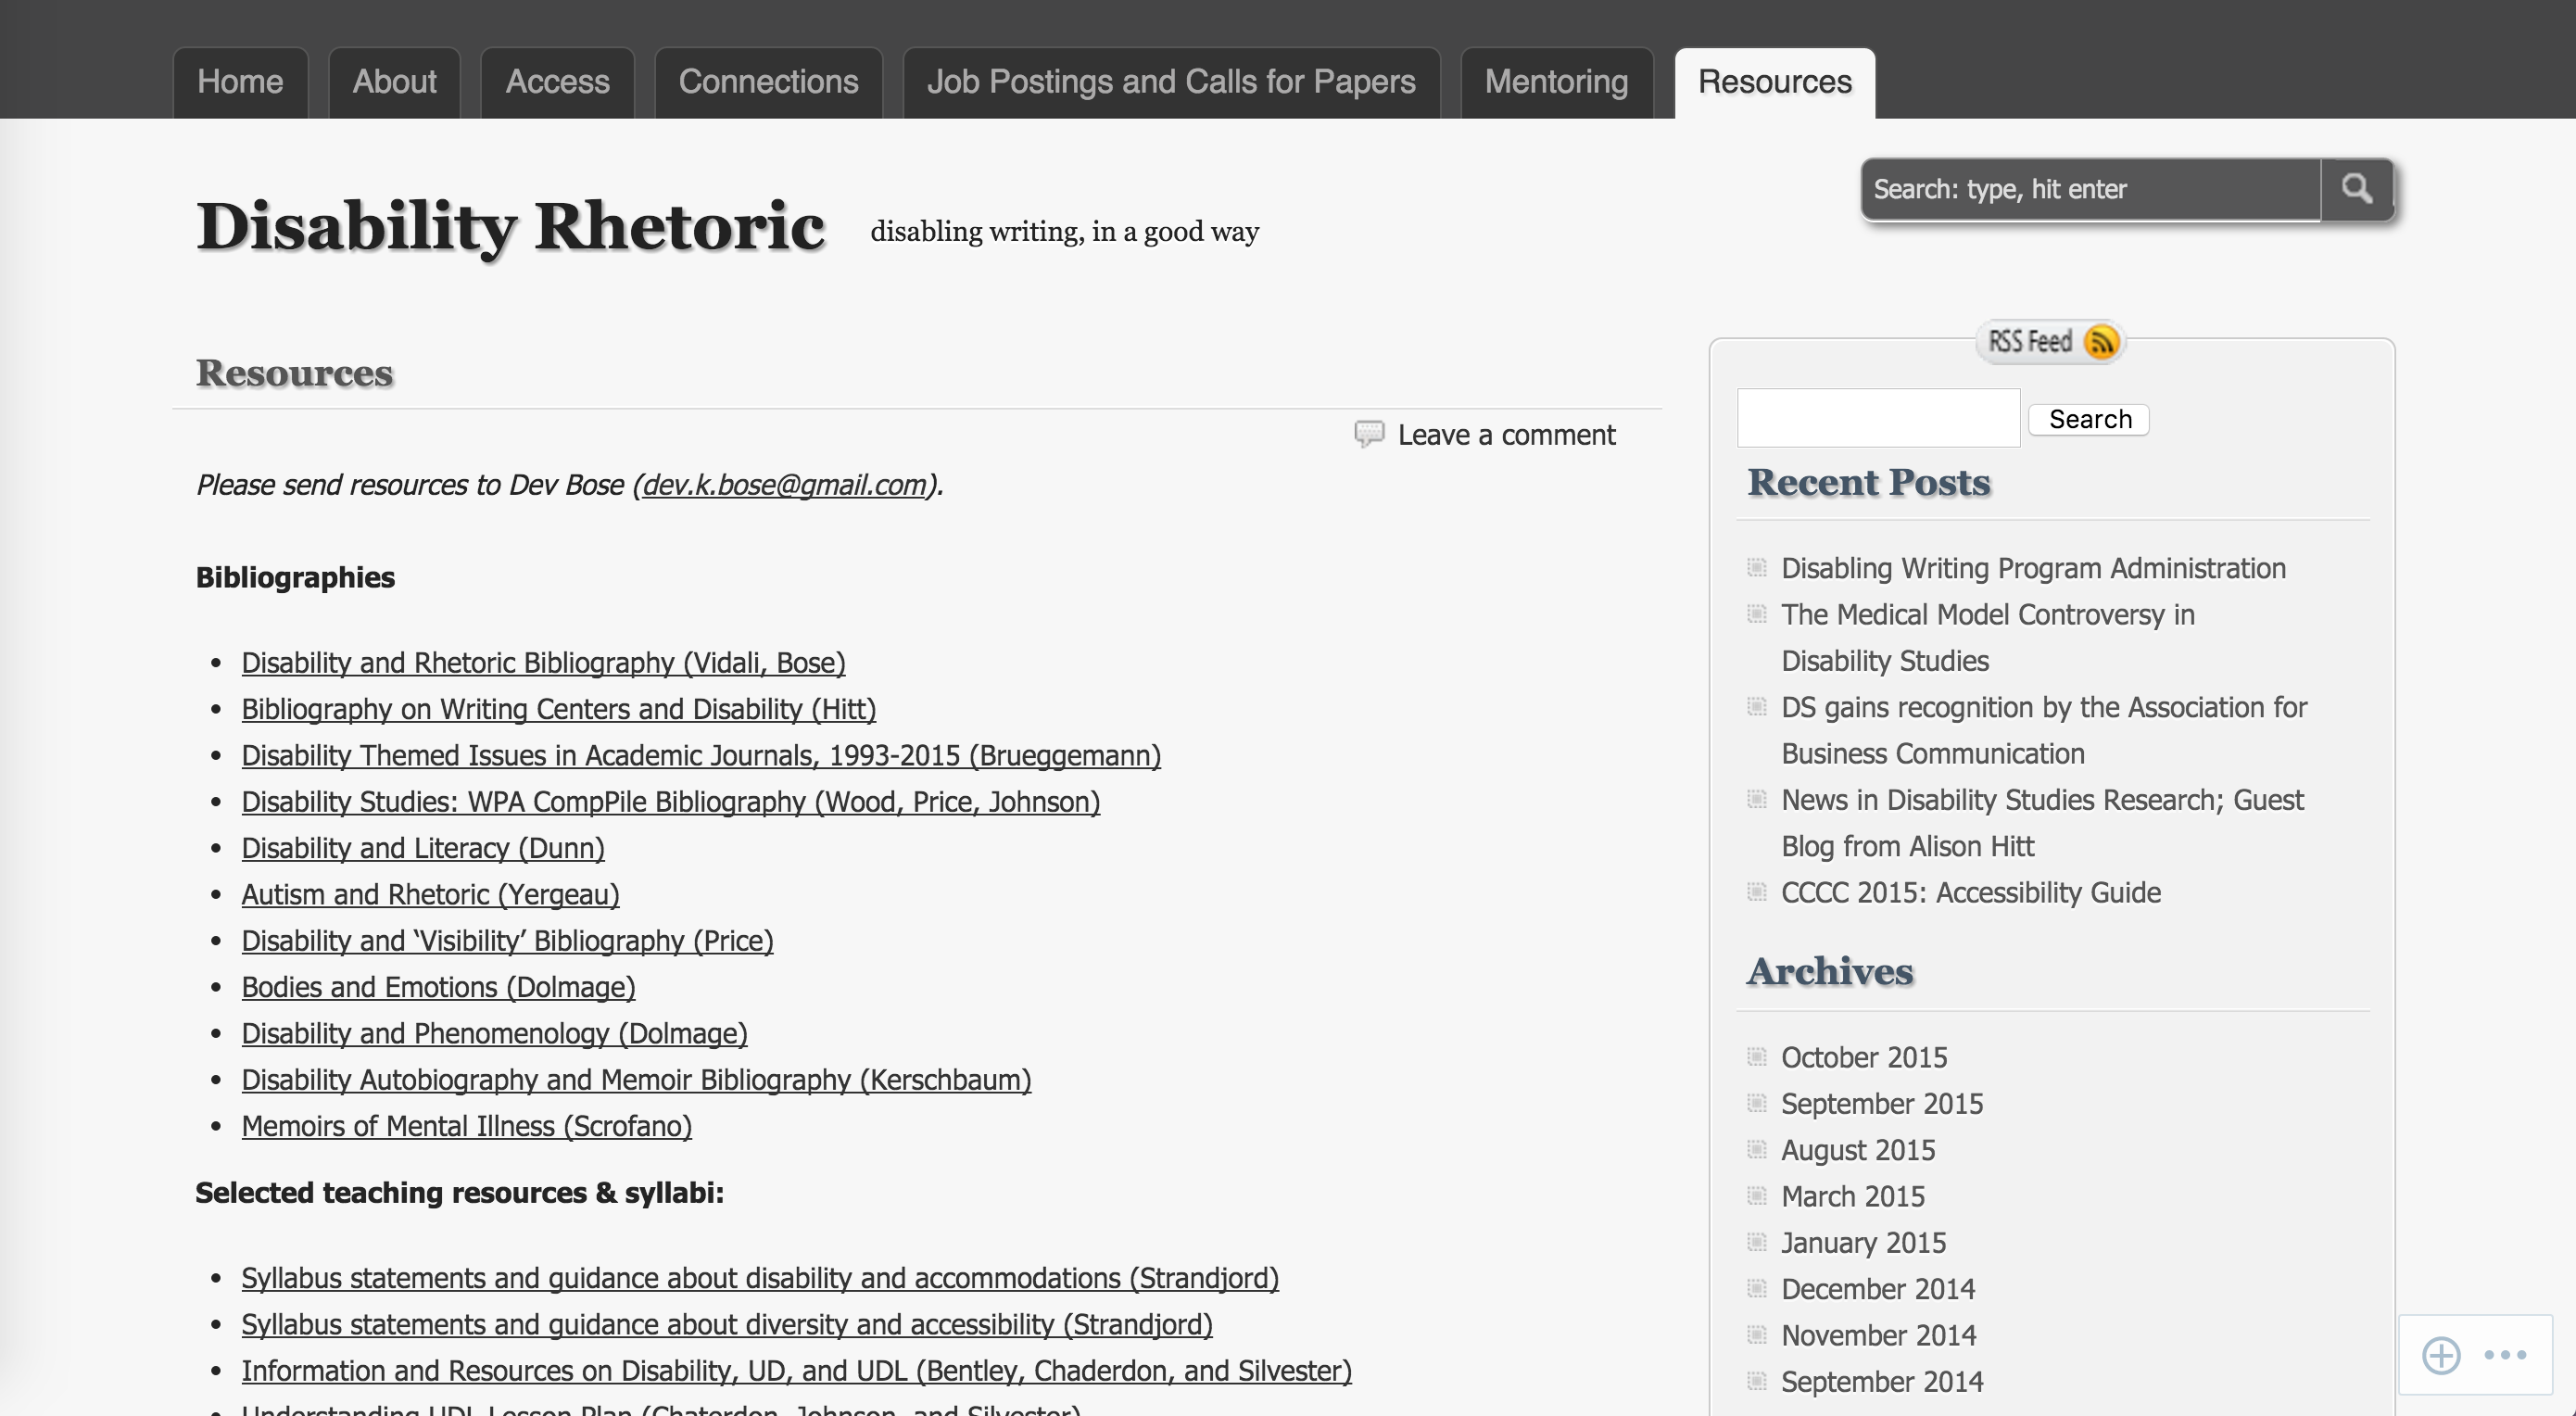 Home
About
Access
Connections
Job Postings and Calls for Papers
Mentoring
Resources
Search: type, hit enter
Disability Rhetoric
disabling writing, in a good way
Resources
Leave a comment
Please send resources to Dev Bose (dev.k.bose@gmail.com).
Bibliographies
Disability and Rhetoric Bibliography (Vidali, Bose)
Bibliography on Writing Centers and Disability (Hitt)
Disability Themed Issues in Academic Journals, 1993-2015 (Brueggemann)
Disability Studies: WPA CompPile Bibliography (Wood, Price, Johnson)
Disability and Literacy (Dunn)
Autism and Rhetoric (Yergeau)
Disability and ‘Visibility’ Bibliography (Price)
Bodies and Emotions (Dolmage)
Disability and Phenomenology (Dolmage)
Disability Autobiography and Memoir Bibliography (Kerschbaum)
Memoirs of Mental Illness (Scrofano)
Selected teaching resources & syllabi:
Syllabus statements and guidance about disability and accommodations (Strandjord)
Syllabus statements and guidance about diversity and accessibility (Strandjord)
Information and Resources on Disability, UD, and UDL (Bentley, Chaderdon, and Silvester)
Understanding UDL Lesson Plan (Chaterdon, Johnson, and Silvester)
RSS Feed
Search
Recent Posts
Disabling Writing Program Administration
The Medical Model Controversy in
Disability Studies
DS gains recognition by the Association for
Business Communication
News in Disability Studies Research; Guest
Blog from Alison Hitt
CCCC 2015: Accessibility Guide
Archives
October 2015
September 2015
August 2015
March 2015
January 2015
December 2014
November 2014
September 2014